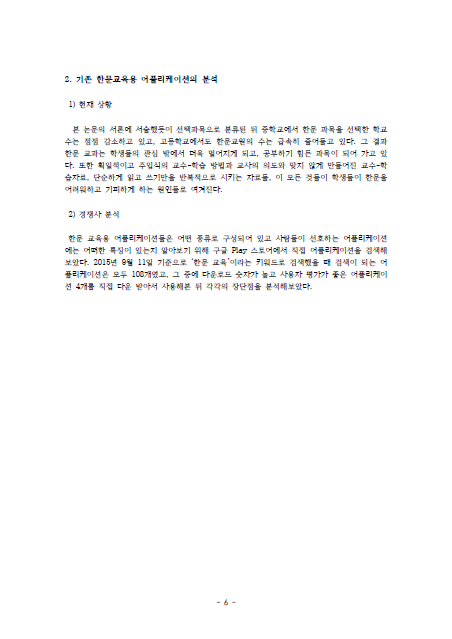 2. 기존 한문교육용 어플리케이션의 분석
1) 현재 상황
본 논문의 서론에 서술했듯이 선택과목으로 분류된 뒤 중학교에서 한문 과목을 선택한 학교
수는 점점 감소하고 있고, 고등학교에서도 한문교원의 수는 급속히 줄어들고 있다. 그 결과
한문 교과는 학생들의 관심 밖에서 더욱 멀어지게 되고, 공부하기 힘든 과목이 되어 가고 있
다. 또한 획일적이고 주입식의 교수-학습 방법과 교사의 의도와 맞지 않게 만들어진 교수-학
습자료, 단순하게 읽고 쓰기만을 반복적으로 시키는 자료들, 이 모든 것들이 학생들이 한문을
어려워하고 기피하게 하는 원인들로 여겨진다.
2) 경쟁사 분석
한문 교육용 어플리케이션들은 어떤 종류로 구성되어 있고 사람들이 선호하는 어플리케이션
에는 어떠한 특징이 있는지 알아보기 위해 구글 Play 스토어에서 직접 어플리케이션을 검색해
보았다. 2015년 9월 11일 기준으로 '한문 교육'이라는 키워드로 검색했을 때 검색이 되는 어
플리케이션은 모두 108개였고, 그 중에 다운로드 숫자가 높고 사용자 평가가 좋은 어플리케이
션 4개를 직접 다운 받아서 사용해본 뒤 각각의 장단점을 분석해보았다.
- 6 -